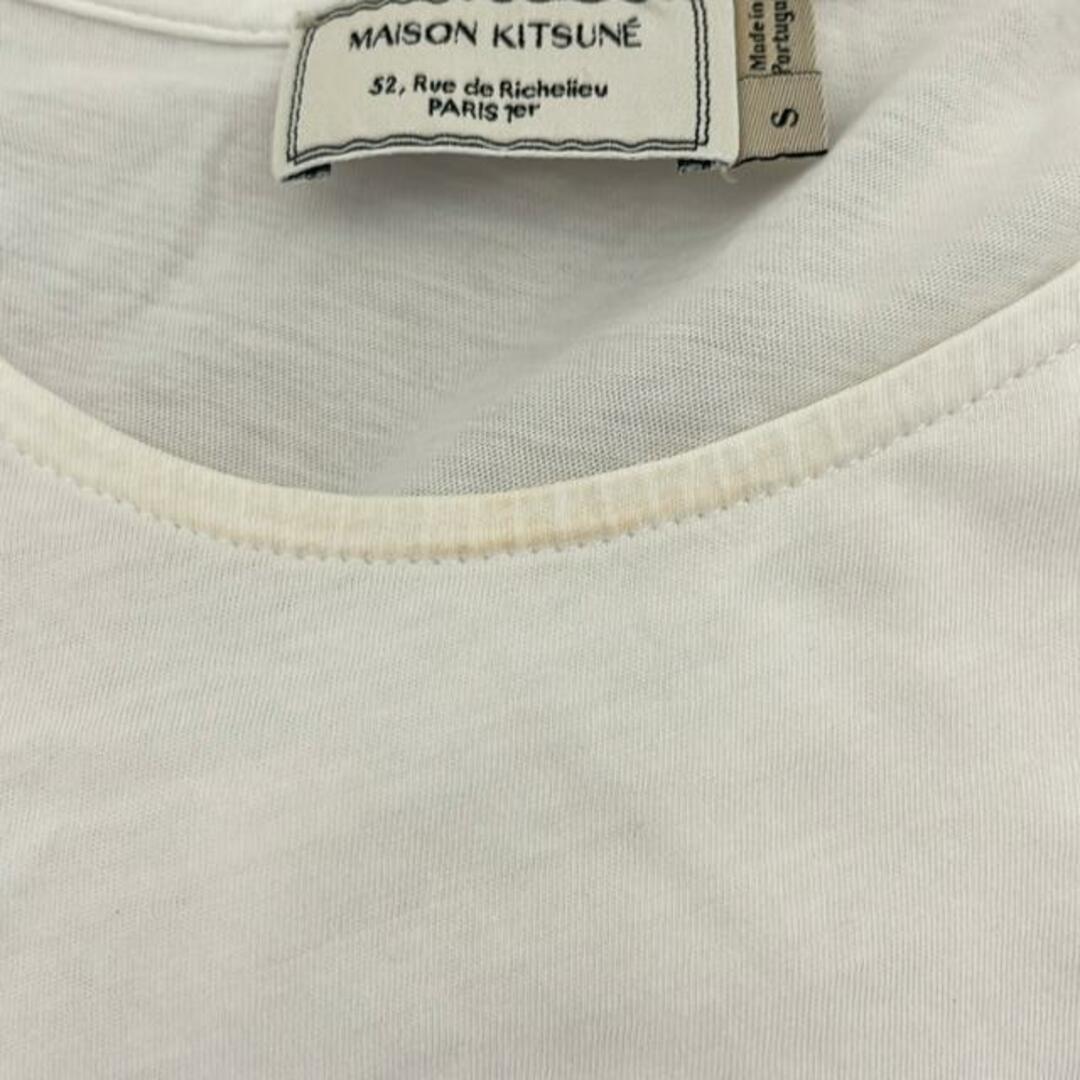 MAISON KITSUNÉ
52, Rue de Richelieu
PARIS 1er
Made in
Portugal
S